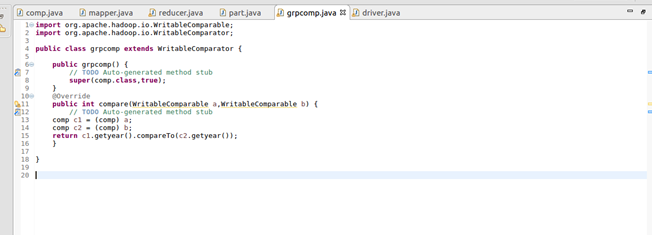 comp.java mapper.java reducer.java part.java grpcomp.java driver.java
1 import org.apache.hadoop.io.WritableComparable;
2 import org.apache.hadoop.io.WritableComparator;
3
4 public class grpcomp extends WritableComparator {
5
6 public grpcomp() {
7 // TODO Auto-generated method stub
8 super(comp.class,true);
9 }
10 @Override
11 public int compare(WritableComparable a,WritableComparable b) {
12 // TODO Auto-generated method stub
13 comp c1 = (comp) a;
14 comp c2 = (comp) b;
15 return c1.getyear().compareTo(c2.getyear());
16 }
17
18 }
19
20